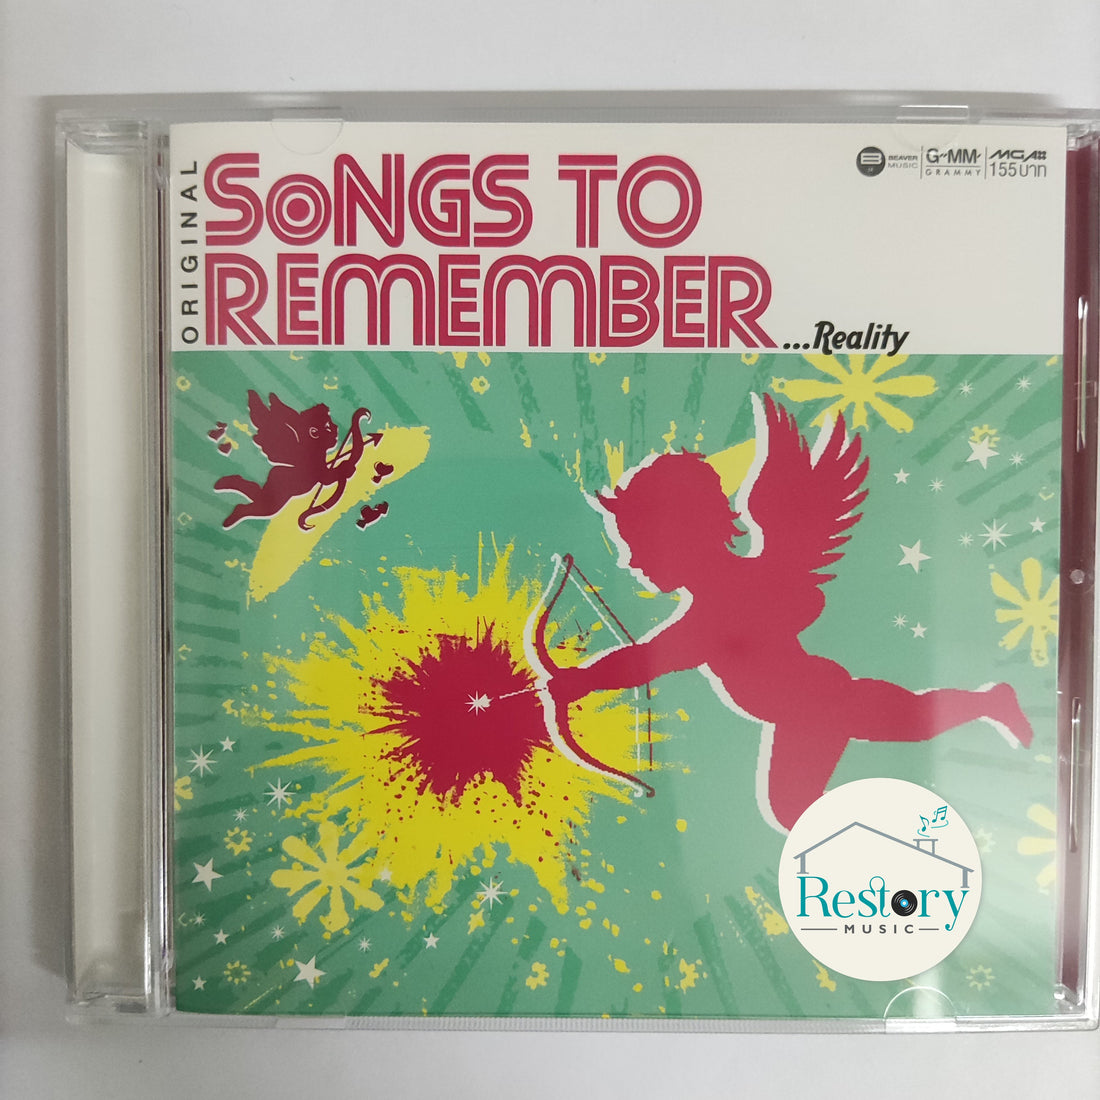 ORIGINAL
SoNGS TO
REMEMBER
...Reality
B BEAVER MUSIC
G"MM' GRAMMY
MGA
155บาท
Restory
MUSIC